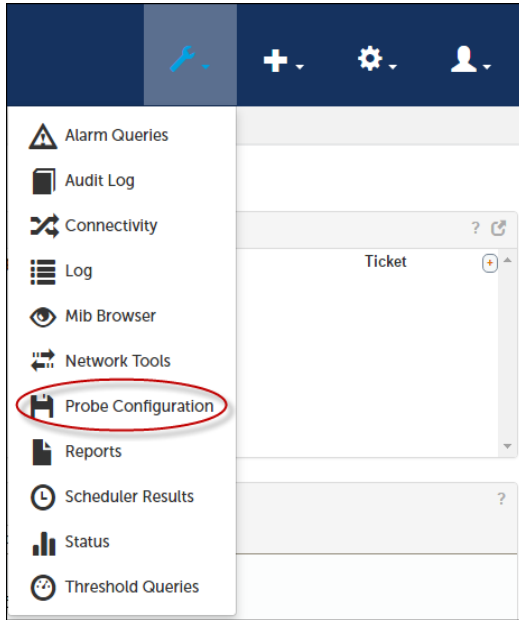 Alarm Queries
Audit Log
Connectivity
?
Log
Ticket
+
Mib Browser
Network Tools
Probe Configuration
Reports
Scheduler Results
?
Status
Threshold Queries